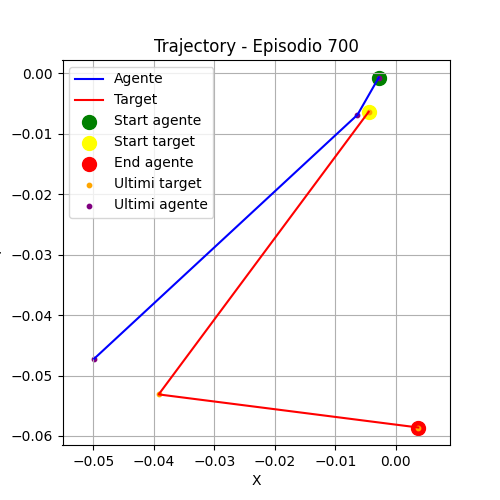 Trajectory - Episodio 700
Agente
Target
Start agente
Start target
End agente
Ultimi target
Ultimi agente
0.00
−0.01
−0.02
−0.03
−0.04
−0.05
−0.06
−0.05
−0.04
−0.03
−0.02
−0.01
0.00
X